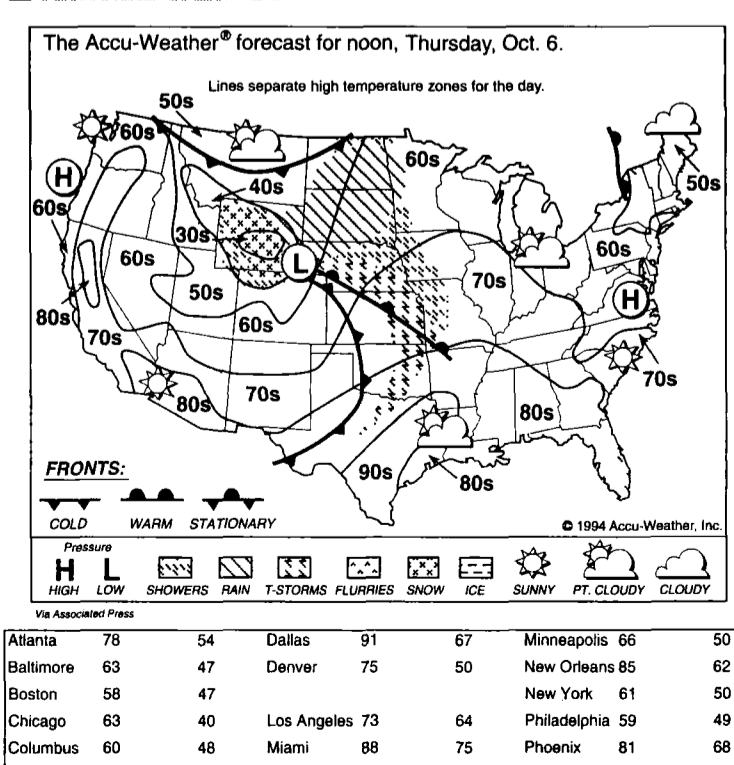 The Accu-Weather® forecast for noon, Thursday, Oct. 6.
Lines separate high temperature zones for the day.
50s
60s
60s
H
40s
50s
60s
30s
60s
L
60s
70s
50s
H
80s
70s
60s
70s
80s
70s
80s
90s
80s
FRONTS:
COLD WARM STATIONARY
© 1994 Accu-Weather, Inc.
Pressure
H L
HIGH LOW SHOWERS RAIN T-STORMS FLURRIES SNOW ICE SUNNY PT. CLOUDY CLOUDY
Via Associated Press
Atlanta 78 54 Dallas 91 67 Minneapolis 66 50
Baltimore 63 47 Denver 75 50 New Orleans 85 62
Boston 58 47 New York 61 50
Chicago 63 40 Los Angeles 73 64 Philadelphia 59 49
Columbus 60 48 Miami 88 75 Phoenix 81 68